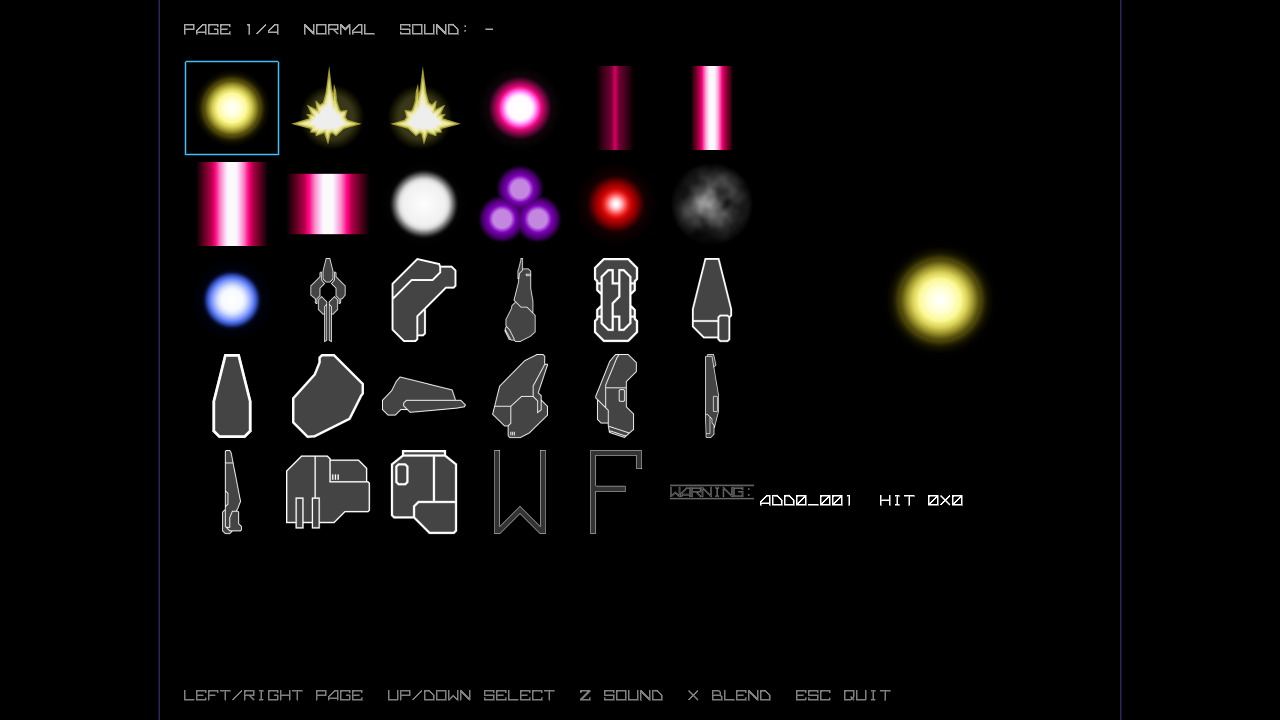 PAGE 1/4 NORMAL SOUND: -
W F WARNING:
ADD0_001 HIT 0X0
LEFT/RIGHT PAGE UP/DOWN SELECT Z SOUND X BLEND ESC QUIT